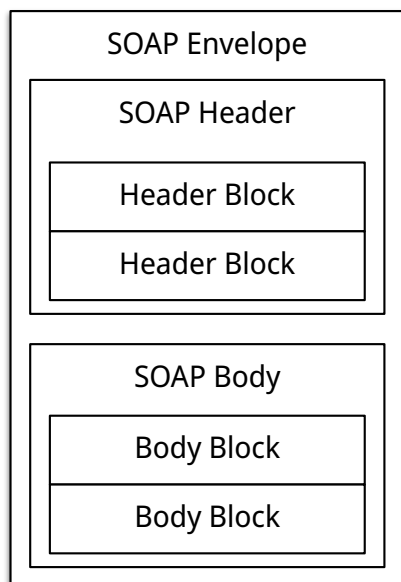 SOAP Envelope
SOAP Header
Header Block
Header Block
SOAP Body
Body Block
Body Block